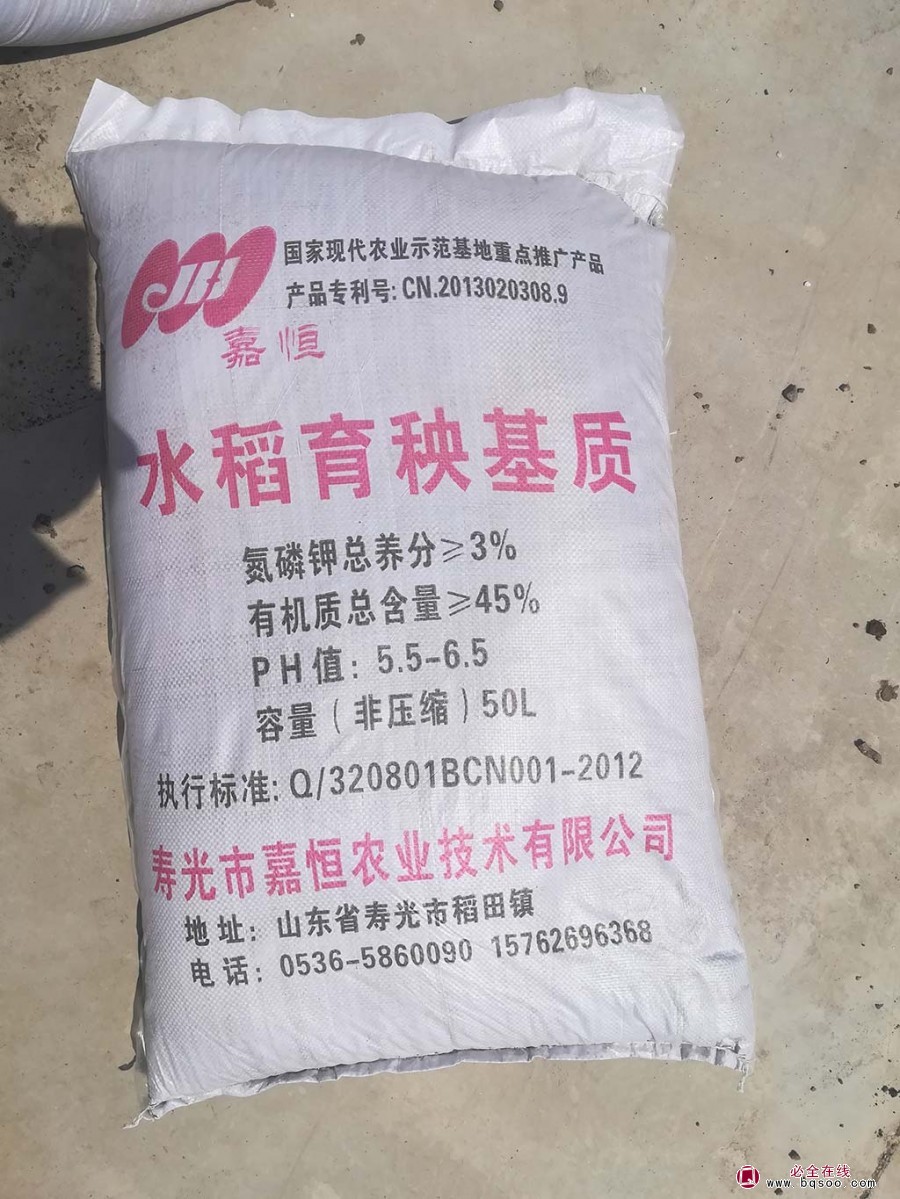 国家现代农业示范基地重点推广产品
JH
产品专利号:CN.2013020308.9
嘉恒
水稻育秧基质
氮磷钾总养分≥3%
有机质总含量≥45%
PH值:5.5-6.5
容量(非压缩)50L
执行标准:Q/320801BCN001-2012
寿光市嘉恒农业技术有限公司
地址:山东省寿光市稻田镇
电话:0536-5860090 15762696368
必全在线
www.bqsoo.com